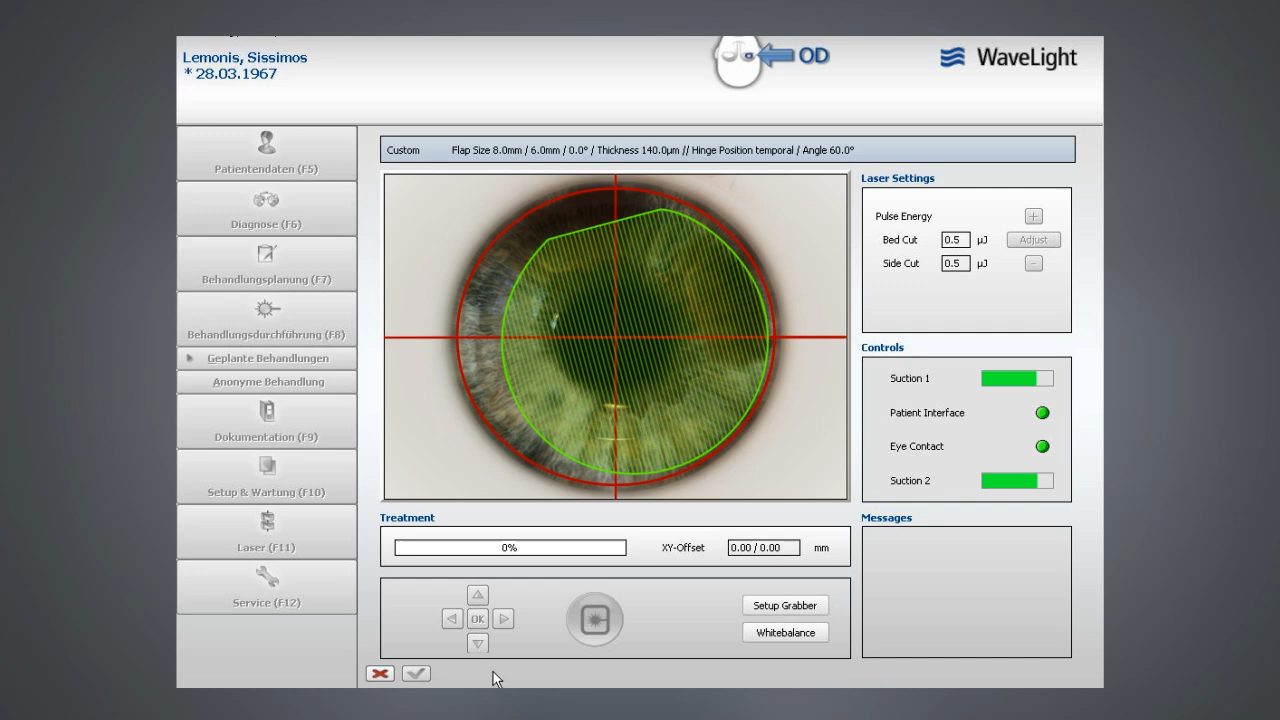 Lemonis, Sissimos
* 28.03.1967
OD
WaveLight
Patientendaten (F5)
Diagnose (F6)
Behandlungsplanung (F7)
Behandlungsdurchführung (F8)
Geplante Behandlungen
Anonyme Behandlung
Dokumentation (F9)
Setup & Wartung (F10)
Laser (F11)
Service (F12)
Custom Flap Size 8.0mm / 6.0mm / 0.0° / Thickness 140.0µm // Hinge Position temporal / Angle 60.0°
Laser Settings
Pulse Energy +
Bed Cut 0.5 µJ Adjust
Side Cut 0.5 µJ -
Controls
Suction 1
Patient Interface
Eye Contact
Suction 2
Treatment
0% XY-Offset 0.00 / 0.00 mm
OK
Setup Grabber
Whitebalance
Messages